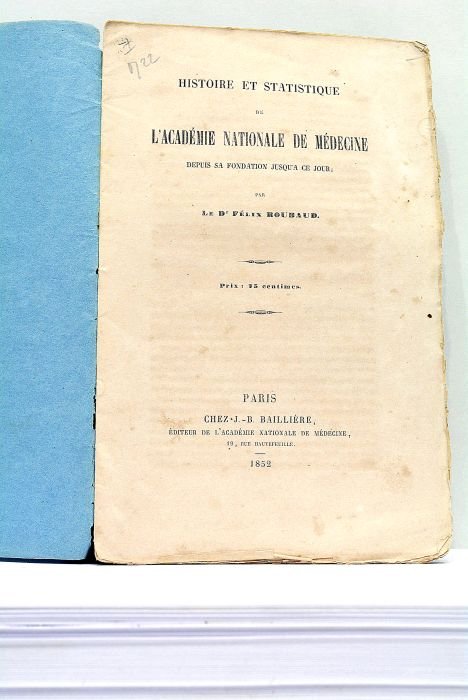 HISTOIRE ET STATISTIQUE
DE
L'ACADÉMIE NATIONALE DE MÉDECINE
DEPUIS SA FONDATION JUSQU'A CE JOUR;
PAR
LE Dr FÉLIX ROUBAUD.
Prix : 75 centimes.
PARIS
CHEZ J.-B. BAILLIÈRE,
ÉDITEUR DE L'ACADÉMIE NATIONALE DE MÉDECINE,
19, RUE HAUTEFEUILLE.
1852